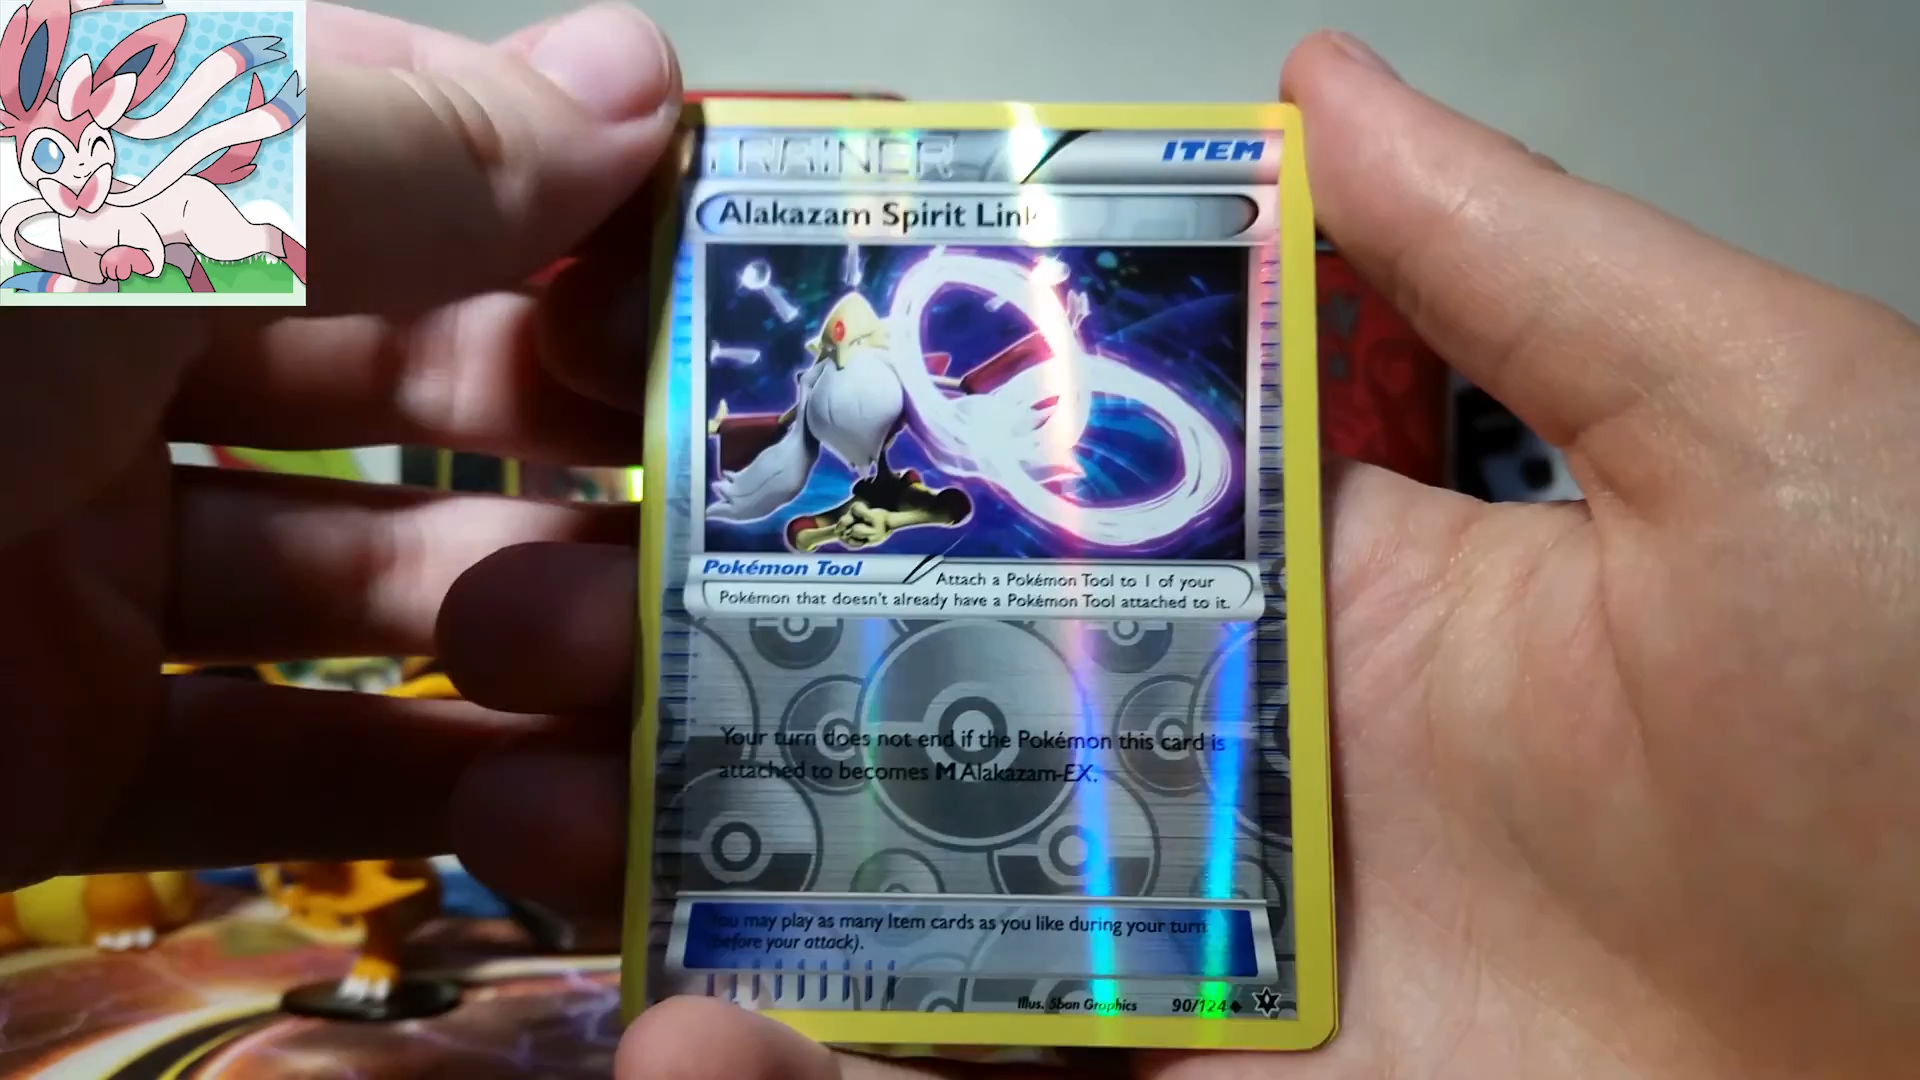 TRAINER
ITEM
Alakazam Spirit Link
Pokémon Tool
Attach a Pokémon Tool to 1 of your
Pokémon that doesn't already have a Pokémon Tool attached to it.
Your turn does not end if the Pokémon this card is
attached to becomes M Alakazam-EX.
You may play as many Item cards as you like during your turn
(before your attack).
Illus. 5ban Graphics
90/124